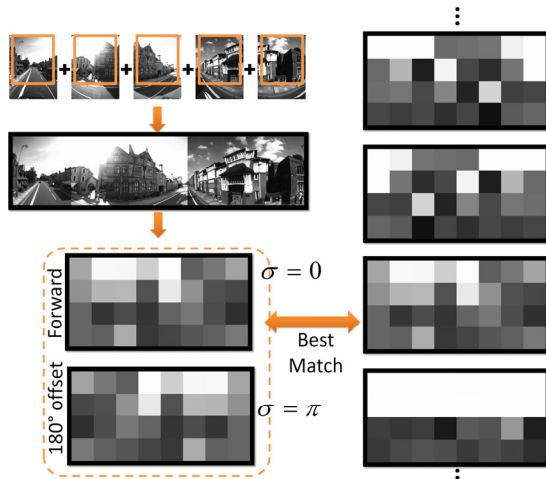 + + + +
Forward
σ = 0
180° offset
σ = π
Best
Match